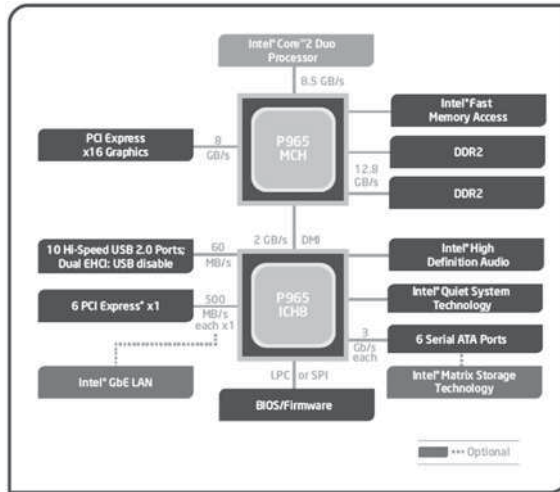 Intel® Core™2 Duo
Processor
8.5 GB/s
PCI Express
x16 Graphics
8
GB/s
P965
MCH
Intel® Fast
Memory Access
DDR2
12.8
GB/s
DDR2
2 GB/s
DMI
10 Hi-Speed USB 2.0 Ports;
Dual EHCI: USB disable
60
MB/s
P965
ICH8
Intel® High
Definition Audio
6 PCI Express® x1
500
MB/s
each x1
Intel® Quiet System
Technology
3
Gb/s
each
6 Serial ATA Ports
Intel® GbE LAN
Intel® Matrix Storage
Technology
LPC or SPI
BIOS/Firmware
Optional